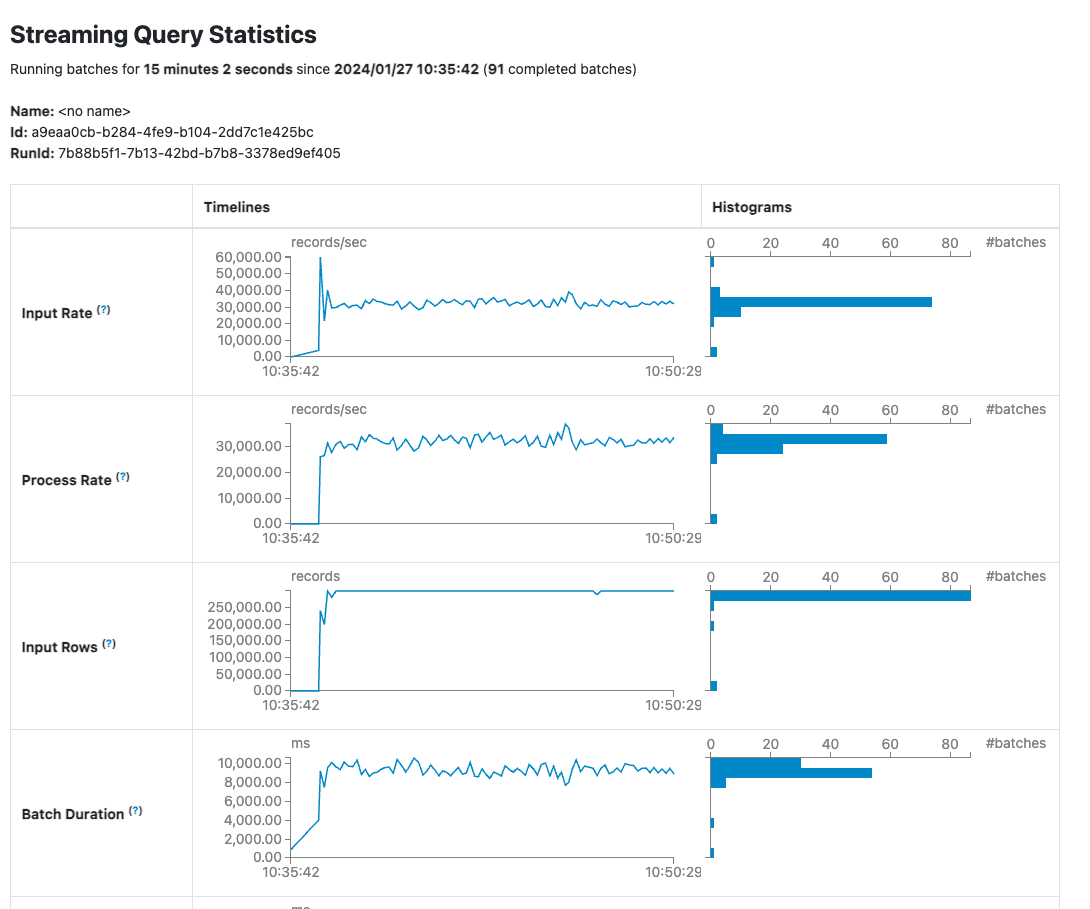 Streaming Query Statistics
Running batches for 15 minutes 2 seconds since 2024/01/27 10:35:42 (91 completed batches)
Name: <no name>
Id: a9eaa0cb-b284-4fe9-b104-2dd7c1e425bc
RunId: 7b88b5f1-7b13-42bd-b7b8-3378ed9ef405
Timelines Histograms
Input Rate (?)
records/sec
60,000.00
50,000.00
40,000.00
30,000.00
20,000.00
10,000.00
0.00
10:35:42 10:50:29
0 20 40 60 80 #batches
Process Rate (?)
records/sec
30,000.00
20,000.00
10,000.00
0.00
10:35:42 10:50:29
0 20 40 60 80 #batches
Input Rows (?)
records
250,000.00
200,000.00
150,000.00
100,000.00
50,000.00
0.00
10:35:42 10:50:29
0 20 40 60 80 #batches
Batch Duration (?)
ms
10,000.00
8,000.00
6,000.00
4,000.00
2,000.00
0.00
10:35:42 10:50:29
0 20 40 60 80 #batches